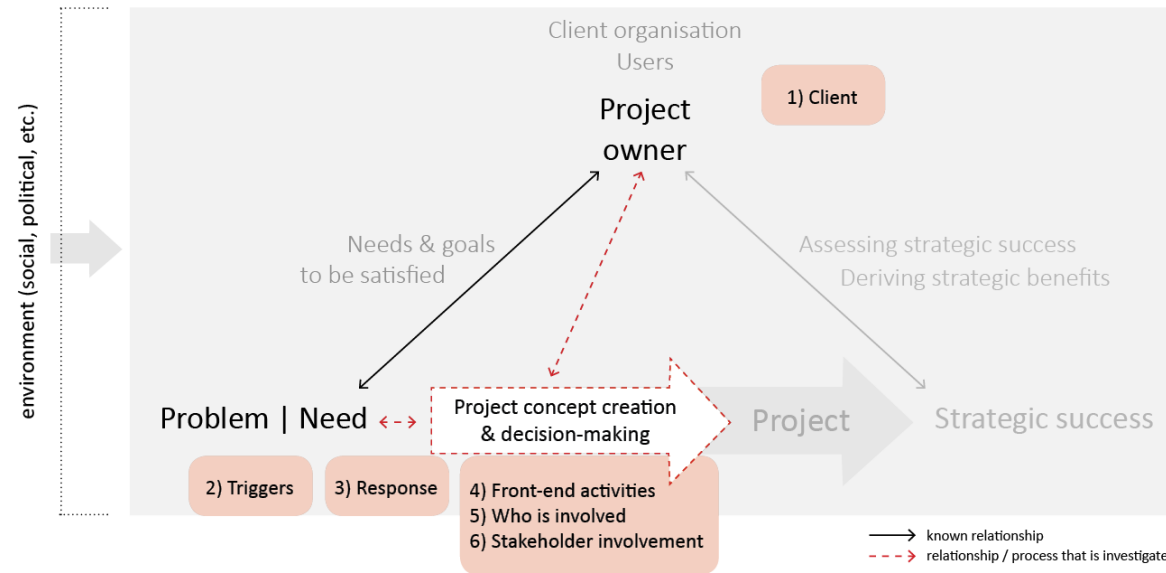 environment (social, political, etc.)
Client organisation
Users
Project
owner
1) Client
Needs & goals
to be satisfied
Assessing strategic success
Deriving strategic benefits
Problem | Need
Project concept creation
& decision-making
Project
Strategic success
2) Triggers
3) Response
4) Front-end activities
5) Who is involved
6) Stakeholder involvement
known relationship
relationship / process that is investigate